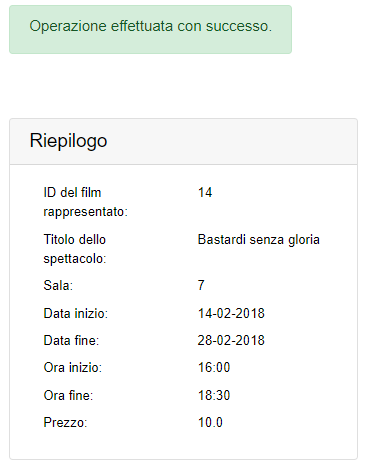 Operazione effettuata con successo.
Riepilogo
ID del film 14
rappresentato:
Titolo dello Bastardi senza gloria
spettacolo:
Sala: 7
Data inizio: 14-02-2018
Data fine: 28-02-2018
Ora inizio: 16:00
Ora fine: 18:30
Prezzo: 10.0